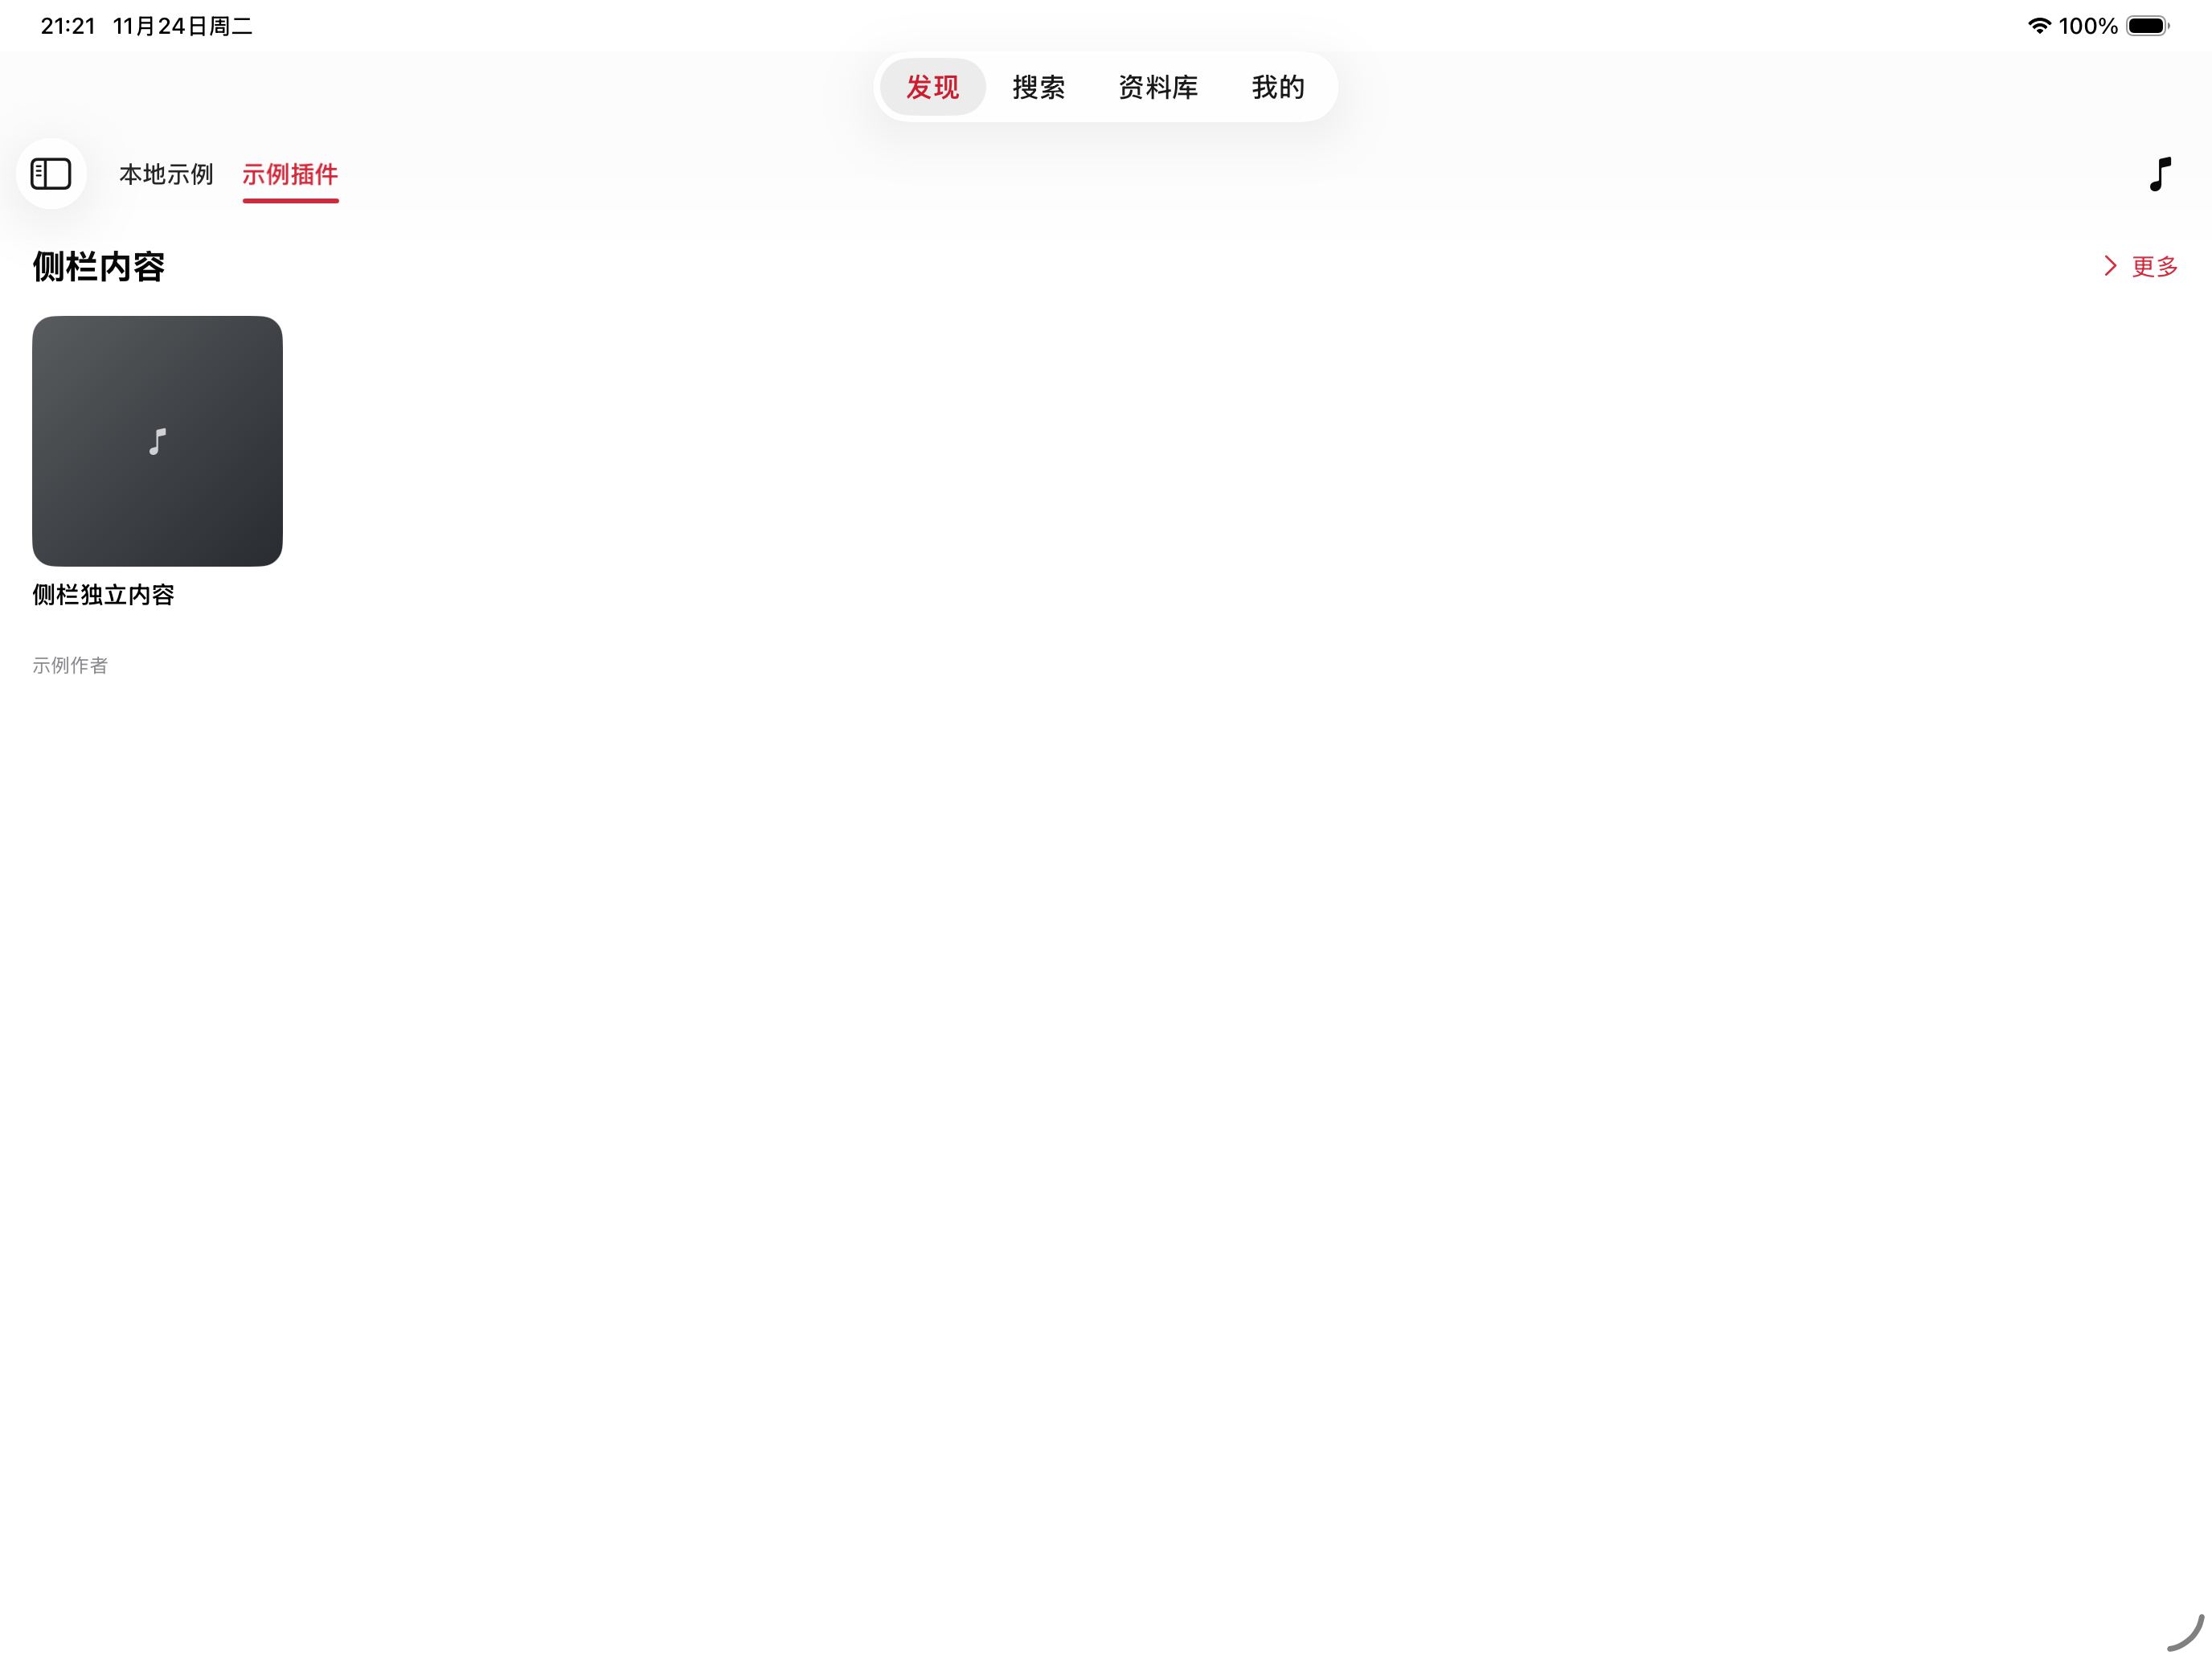 21:21 11月24日周二
100%
发现 搜索 资料库 我的
本地示例 示例插件
侧栏内容
更多
侧栏独立内容
示例作者